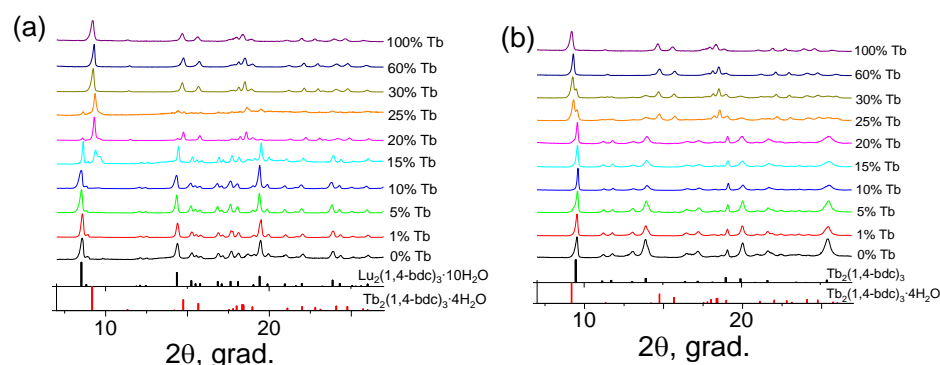 (a)
100% Tb
60% Tb
30% Tb
25% Tb
20% Tb
15% Tb
10% Tb
5% Tb
1% Tb
0% Tb
Lu₂(1,4-bdc)₃·10H₂O
Tb₂(1,4-bdc)₃·4H₂O
10 20
2θ, grad.
(b)
100% Tb
60% Tb
30% Tb
25% Tb
20% Tb
15% Tb
10% Tb
5% Tb
1% Tb
0% Tb
Tb₂(1,4-bdc)₃
Tb₂(1,4-bdc)₃·4H₂O
10 20
2θ, grad.